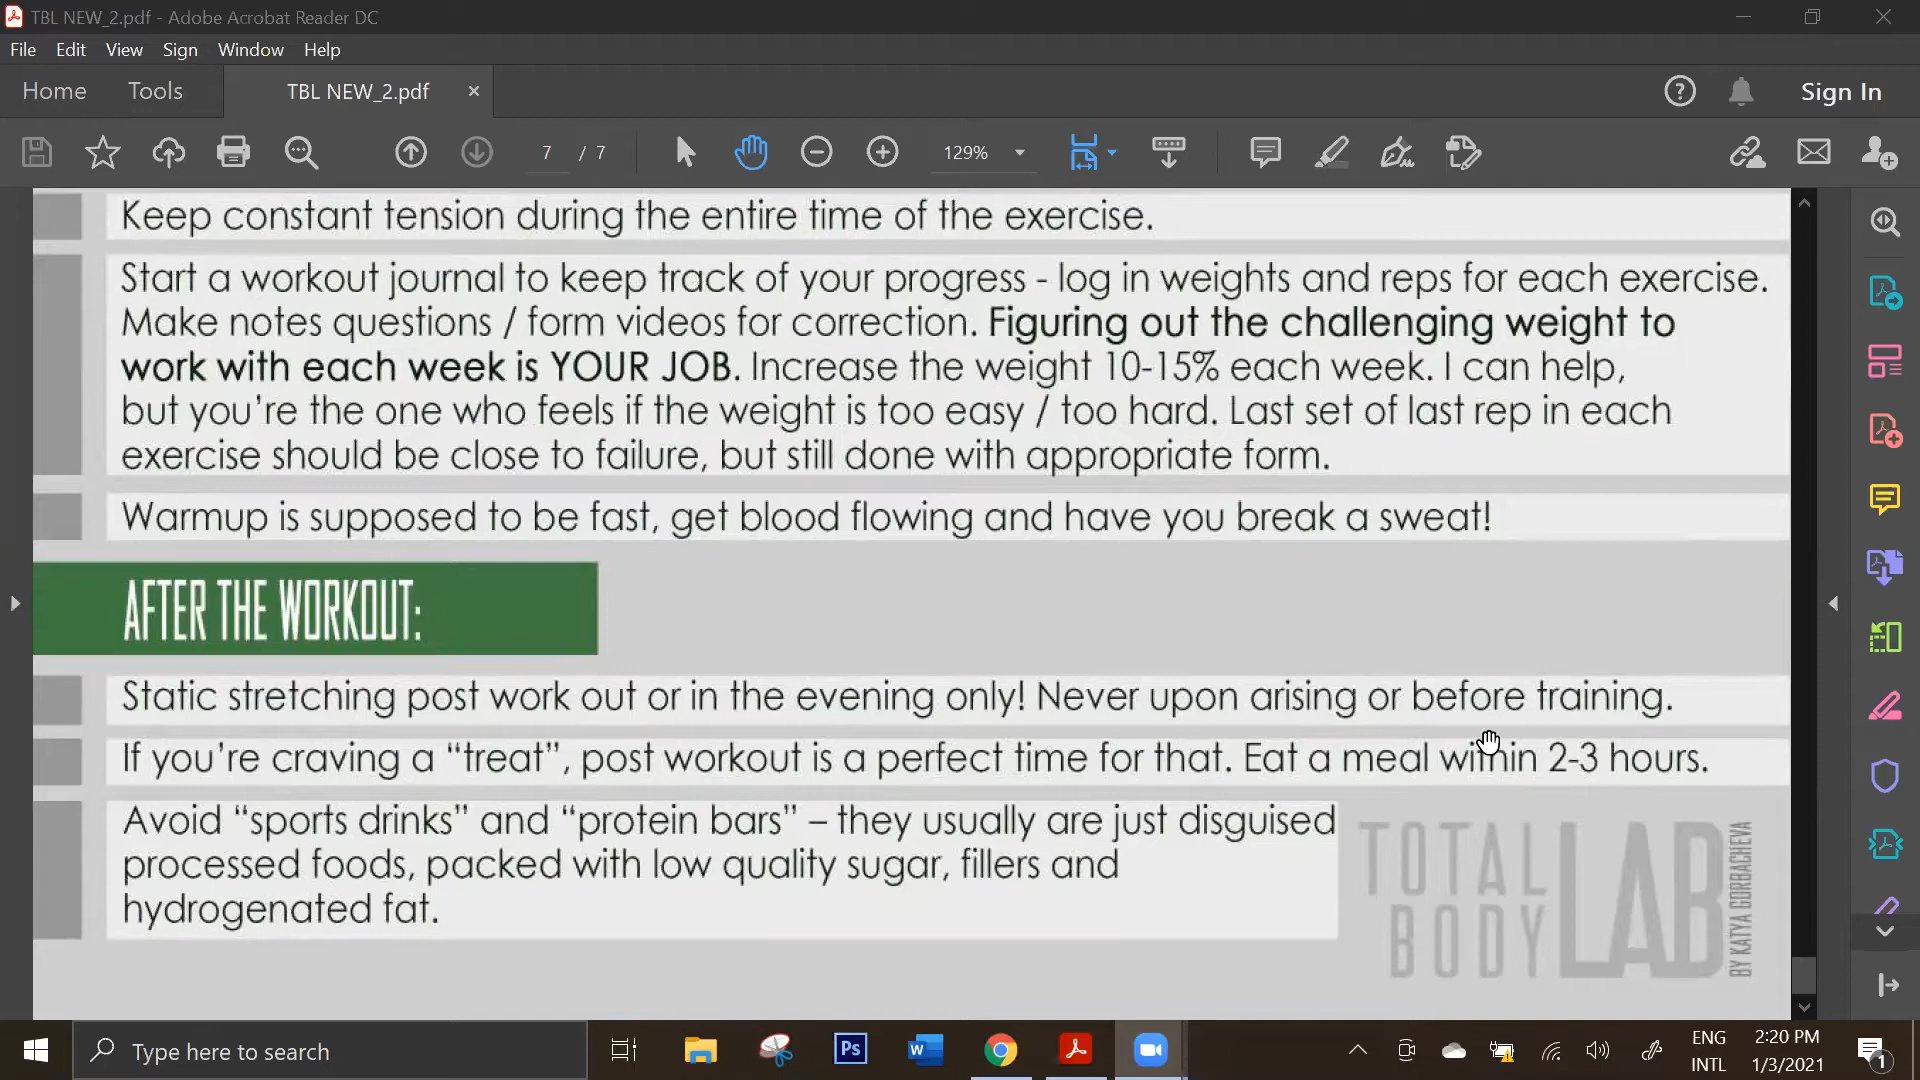 TBL NEW_2.pdf - Adobe Acrobat Reader DC
File Edit View Sign Window Help
Home Tools TBL NEW_2.pdf × Sign In
7 / 7 129%
Keep constant tension during the entire time of the exercise.
Start a workout journal to keep track of your progress - log in weights and reps for each exercise.
Make notes questions / form videos for correction. Figuring out the challenging weight to
work with each week is YOUR JOB. Increase the weight 10-15% each week. I can help,
but you're the one who feels if the weight is too easy / too hard. Last set of last rep in each
exercise should be close to failure, but still done with appropriate form.
Warmup is supposed to be fast, get blood flowing and have you break a sweat!
AFTER THE WORKOUT:
Static stretching post work out or in the evening only! Never upon arising or before training.
If you're craving a “treat”, post workout is a perfect time for that. Eat a meal within 2-3 hours.
Avoid “sports drinks” and “protein bars” – they usually are just disguised
processed foods, packed with low quality sugar, fillers and
hydrogenated fat.
TOTAL
BODY
LAB
BY KATYA GORBACHEVA
Type here to search
Ps
W
ENG
INTL
2:20 PM
1/3/2021
1